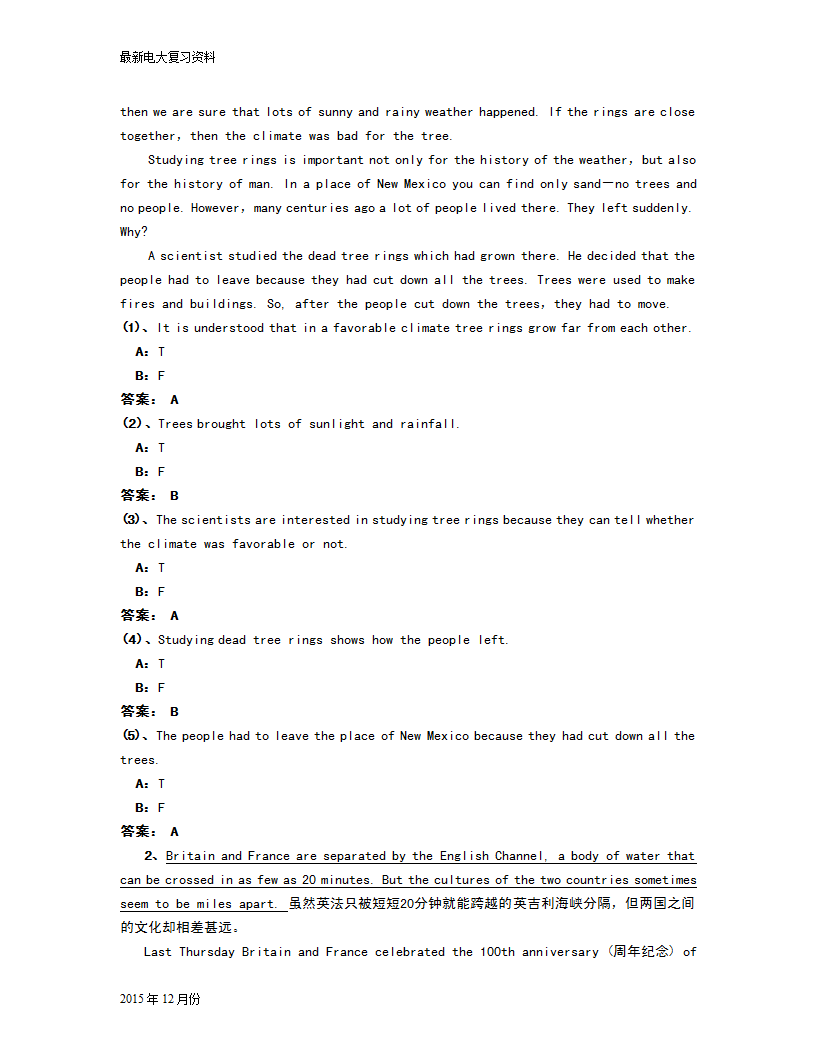 最新电大复习资料
then we are sure that lots of sunny and rainy weather happened. If the rings are close
together，then the climate was bad for the tree.
Studying tree rings is important not only for the history of the weather，but also
for the history of man. In a place of New Mexico you can find only sand－no trees and
no people. However，many centuries ago a lot of people lived there. They left suddenly.
Why?
A scientist studied the dead tree rings which had grown there. He decided that the
people had to leave because they had cut down all the trees. Trees were used to make
fires and buildings. So, after the people cut down the trees，they had to move.
(1)、It is understood that in a favorable climate tree rings grow far from each other.
A：T
B：F
答案： A
(2)、Trees brought lots of sunlight and rainfall.
A：T
B：F
答案： B
(3)、The scientists are interested in studying tree rings because they can tell whether
the climate was favorable or not.
A：T
B：F
答案： A
(4)、Studying dead tree rings shows how the people left.
A：T
B：F
答案： B
(5)、The people had to leave the place of New Mexico because they had cut down all the
trees.
A：T
B：F
答案： A
2、Britain and France are separated by the English Channel, a body of water that
can be crossed in as few as 20 minutes. But the cultures of the two countries sometimes
seem to be miles apart. 虽然英法只被短短20分钟就能跨越的英吉利海峡分隔，但两国之间
的文化却相差甚远。
Last Thursday Britain and France celebrated the 100th anniversary (周年纪念) of
2015 年 12 月份